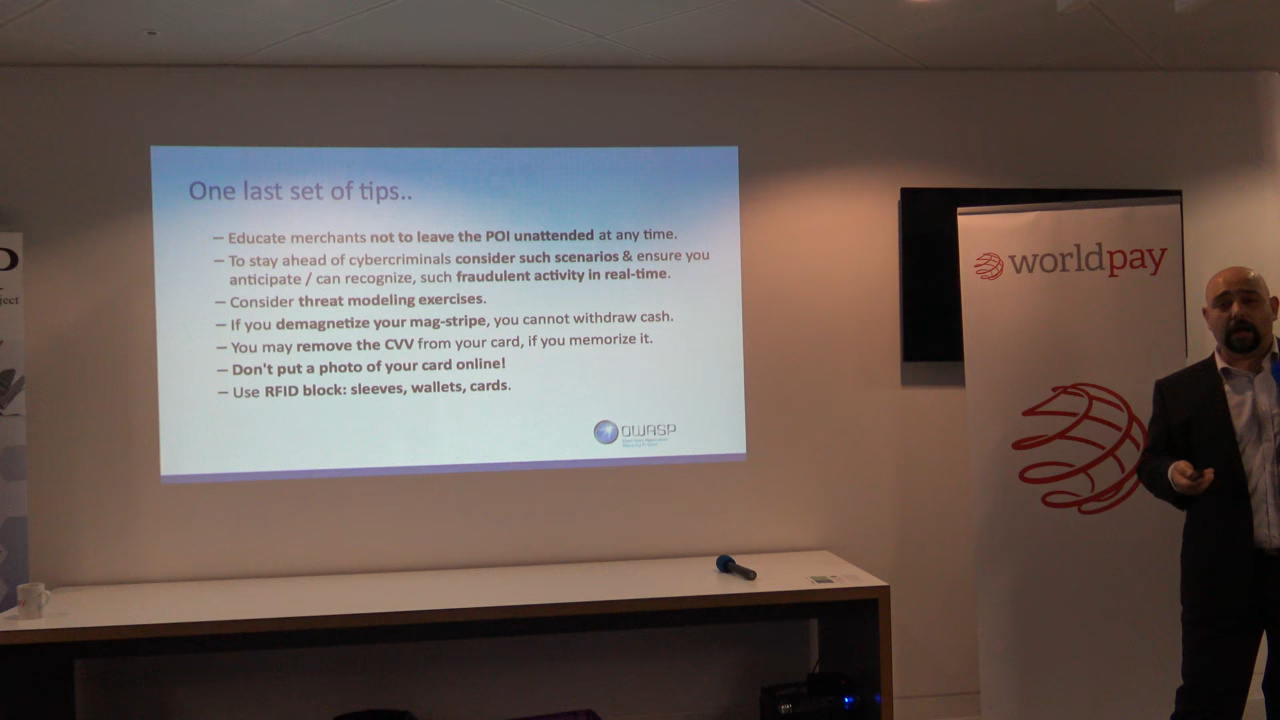 One last set of tips..
– Educate merchants not to leave the POI unattended at any time.
– To stay ahead of cybercriminals consider such scenarios & ensure you
anticipate / can recognize, such fraudulent activity in real-time.
– Consider threat modeling exercises.
– If you demagnetize your mag-stripe, you cannot withdraw cash.
– You may remove the CVV from your card, if you memorize it.
– Don't put a photo of your card online!
– Use RFID block: sleeves, wallets, cards.
OWASP
worldpay